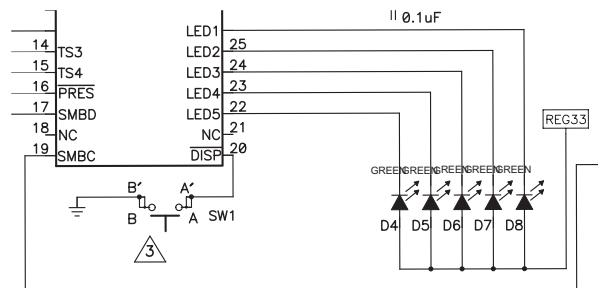 0.1uF
LED1
14 TS3 LED2 25
15 TS4 LED3 24
16 PRES LED4 23
17 SMBD LED5 22
18 NC NC 21
19 SMBC DISP 20
REG33
GREEN GREEN GREEN GREEN GREEN
B' A'
B A SW1
D4 D5 D6 D7 D8
3